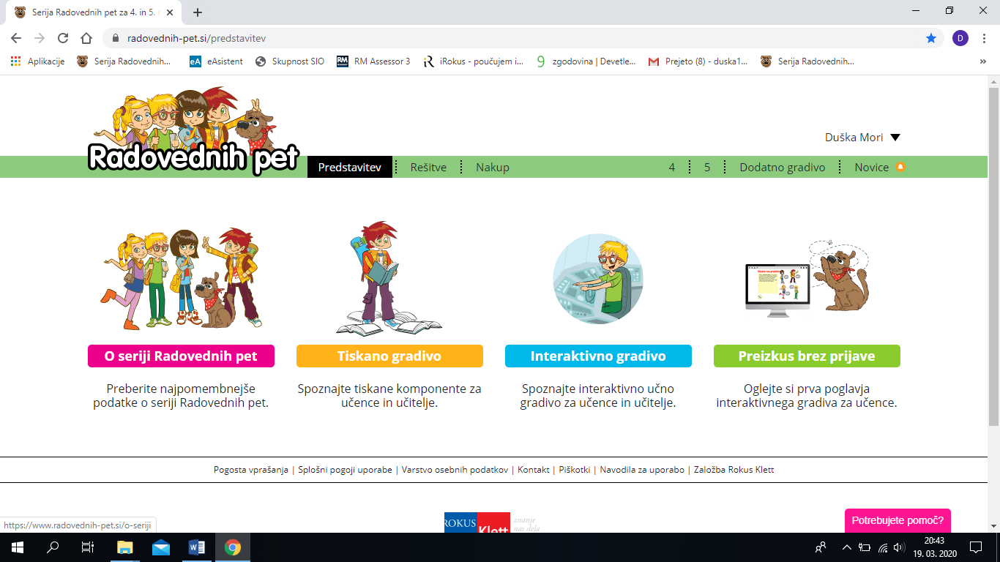 Serija Radovednih pet za 4. in 5. r
radovednih-pet.si/predstavitev
D
Aplikacije
Serija Radovednih...
eA
eAsistent
Skupnost SIO
RM
RM Assessor 3
iRokus - poučujem i...
zgodovina | Devetle...
Prejeto (8) - duska1...
Serija Radovednih...
»
Radovednih pet
Duška Mori
Predstavitev
Rešitve
Nakup
4
5
Dodatno gradivo
Novice
O seriji Radovednih pet
Tiskano gradivo
Interaktivno gradivo
Preizkus brez prijave
Preberite najpomembnejše
podatke o seriji Radovednih pet.
Spoznajte tiskane komponente za
učence in učitelje.
Spoznajte interaktivno učno
gradivo za učence in učitelje.
Oglejte si prva poglavja
interaktivnega gradiva za učence.
Pogosta vprašanja | Splošni pogoji uporabe | Varstvo osebnih podatkov | Kontakt | Piškotki | Navodila za uporabo | Založba Rokus Klett
ROKUS
Klett
znanje
nas dela
Potrebujete pomoč?
https://www.radovednih-pet.si/o-seriji
20:43
19. 03. 2020